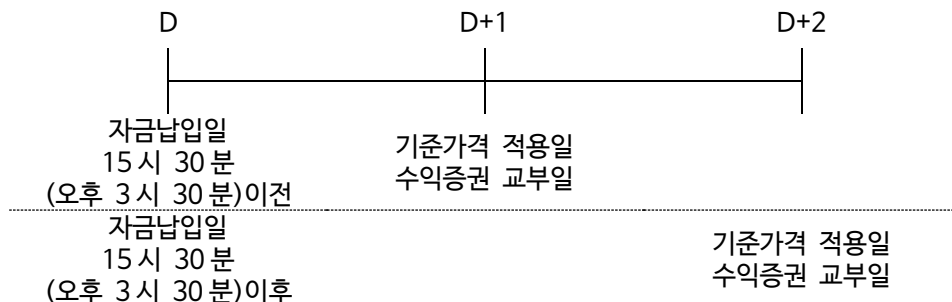 D D+1 D+2
자금납입일
15시 30분
(오후 3시 30분)이전
기준가격 적용일
수익증권 교부일
자금납입일
15시 30분
(오후 3시 30분)이후
기준가격 적용일
수익증권 교부일